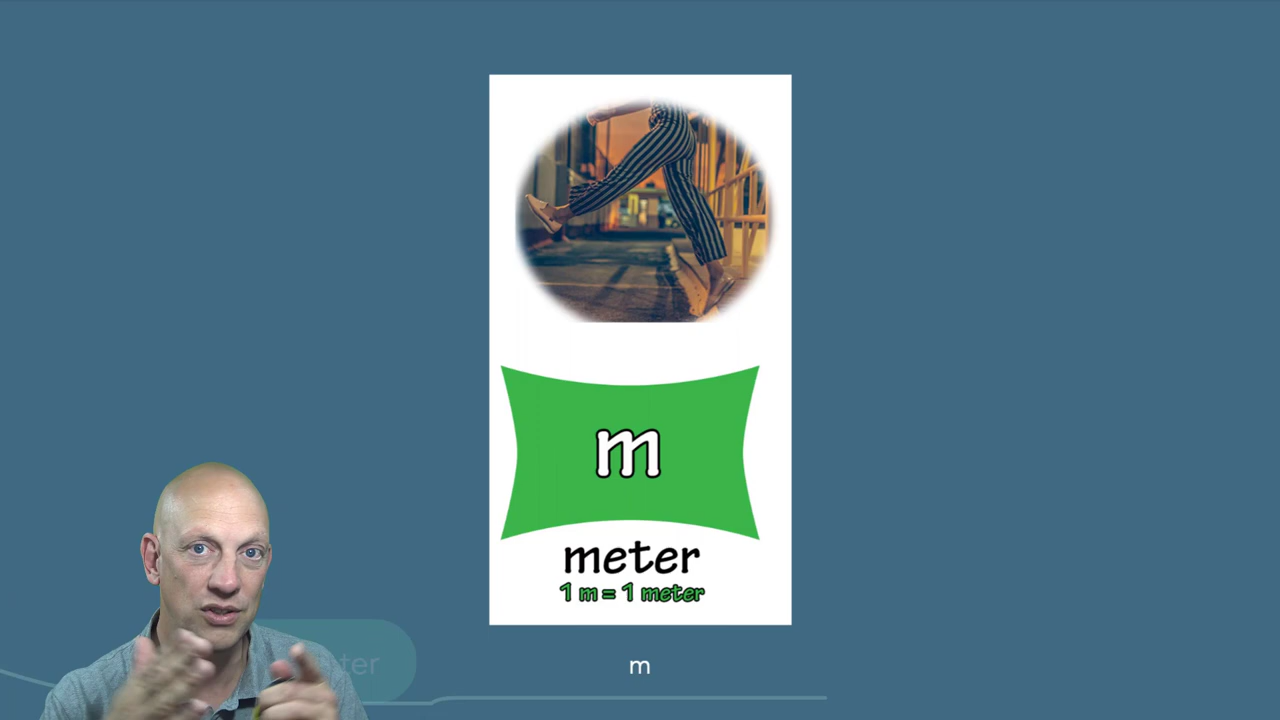 m
meter
1 m = 1 meter
m